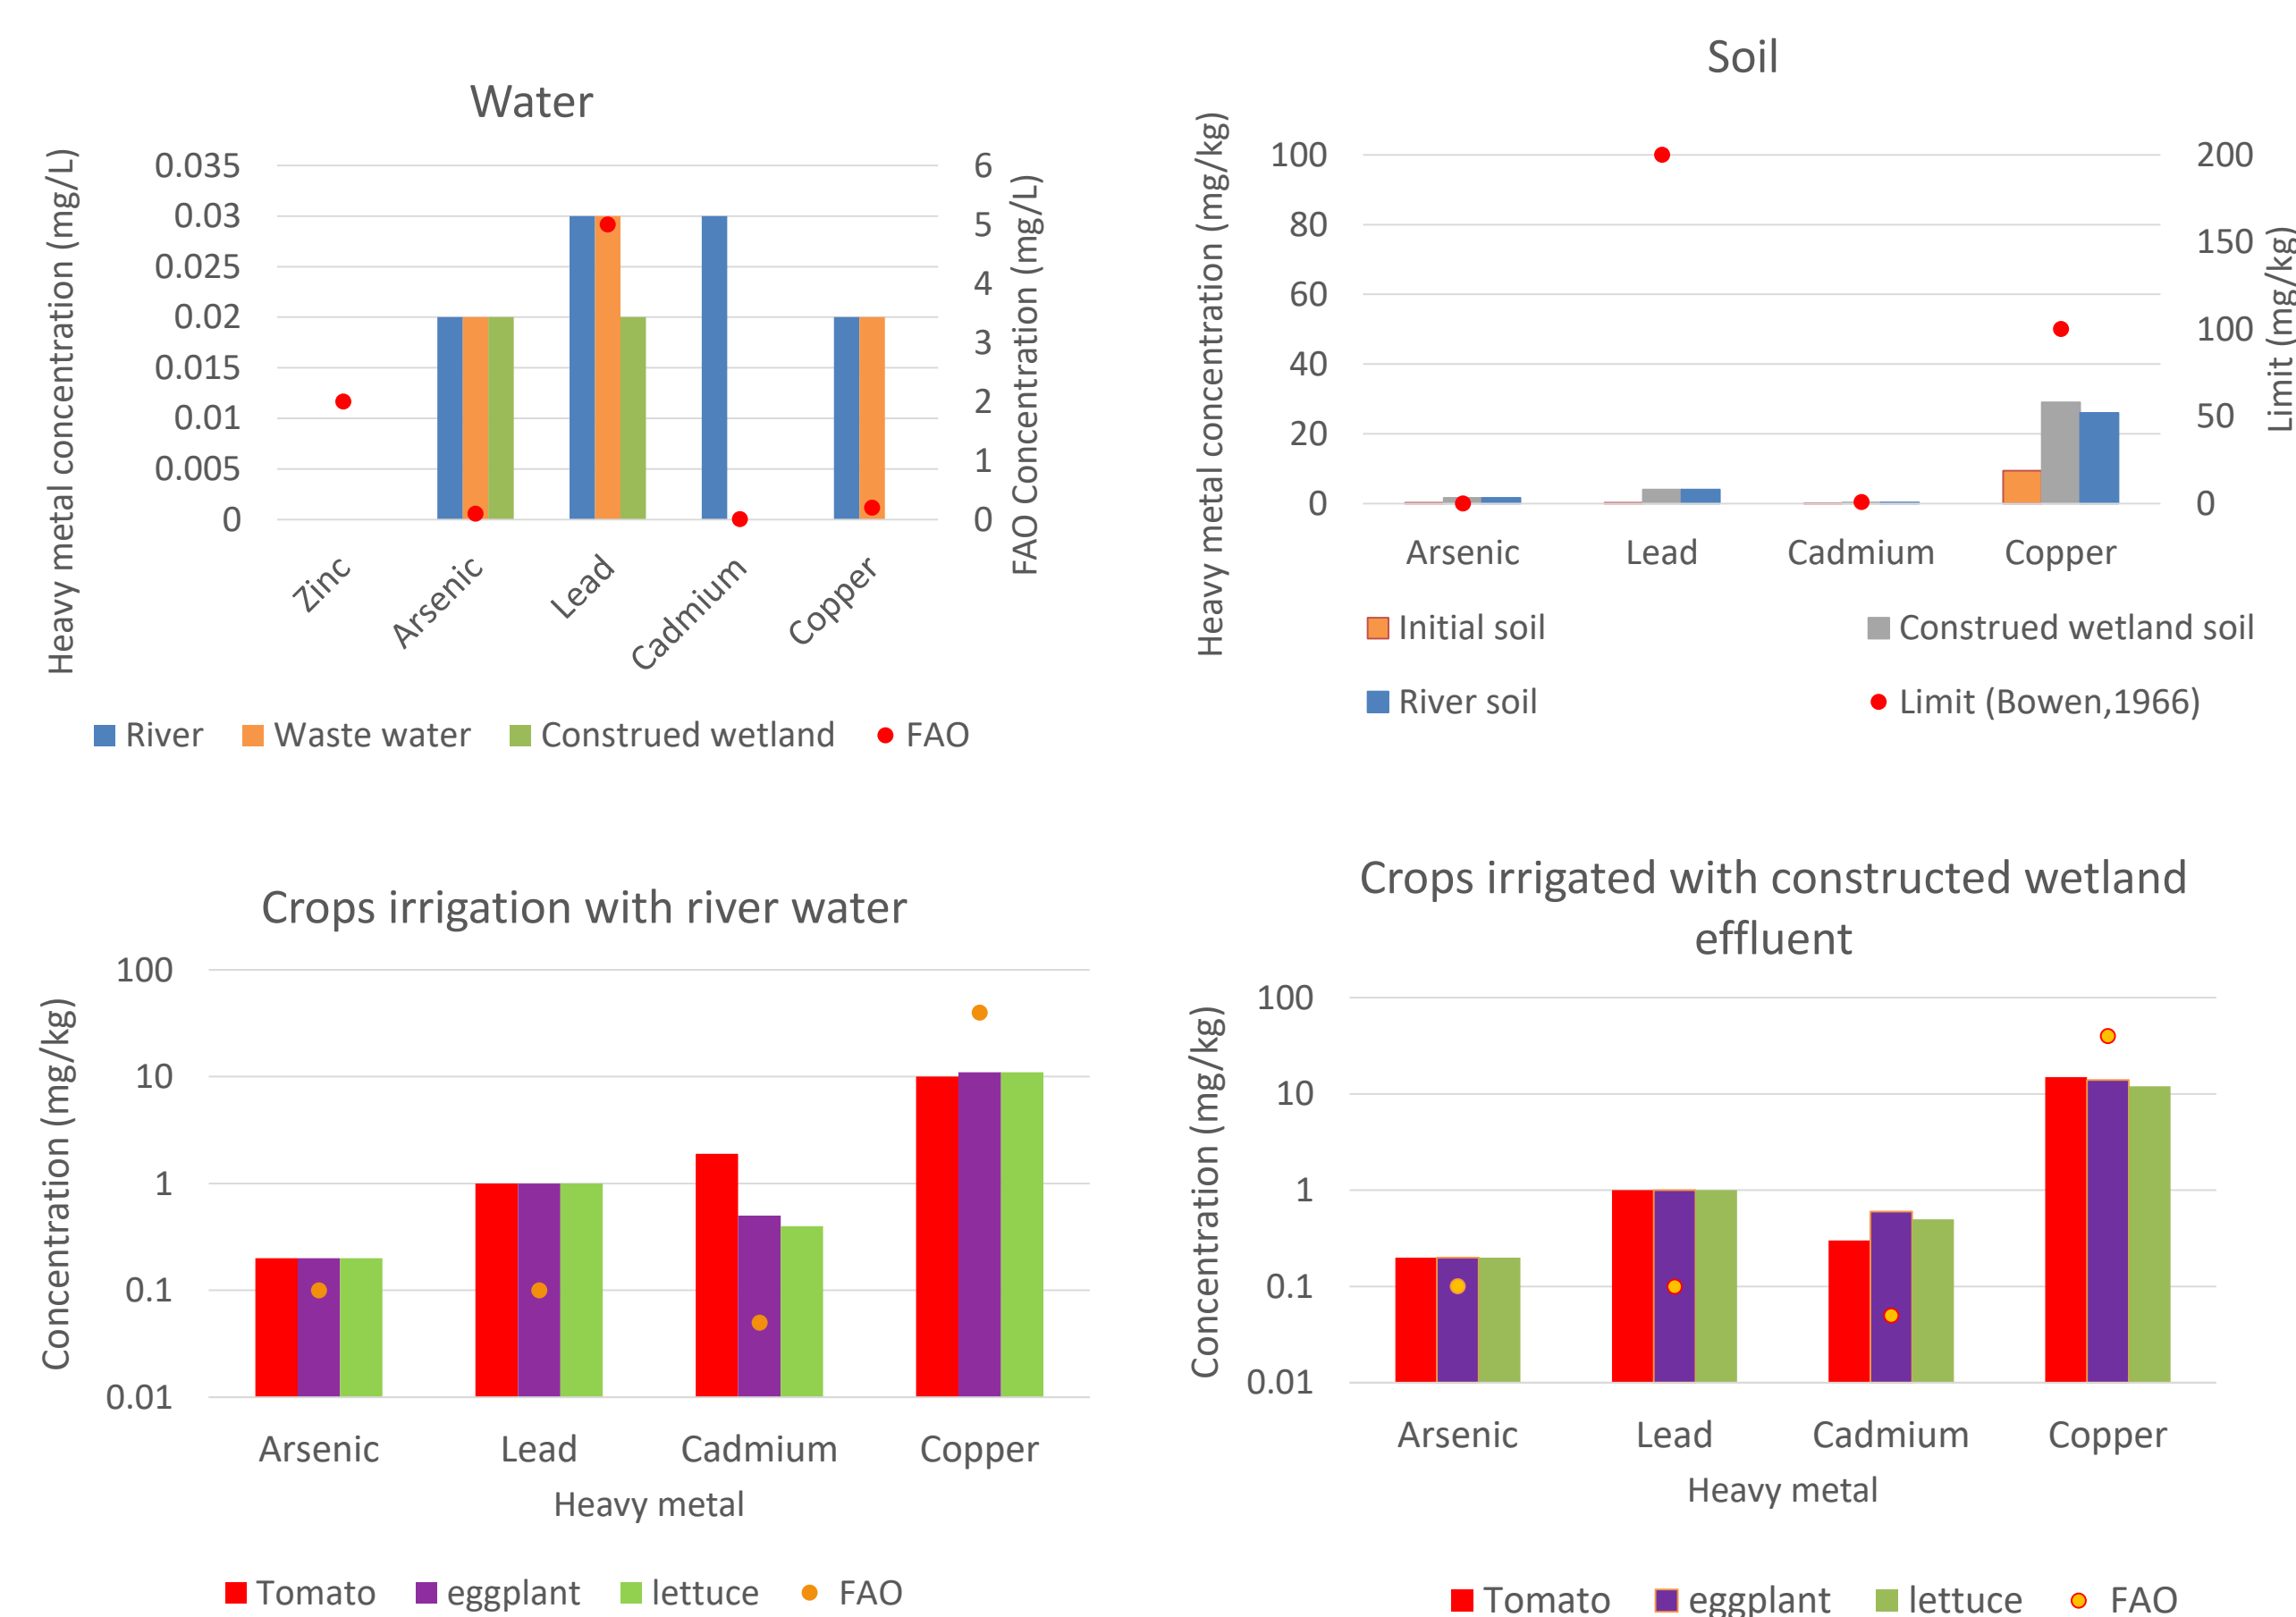 Water
Heavy metal concentration (mg/L)
0.035
0.03
0.025
0.02
0.015
0.01
0.005
0
6
5
4
3
2
1
0
FAO Concentration (mg/L)
Zinc
Arsenic
Lead
Cadmium
Copper
River
Waste water
Construed wetland
FAO
Soil
Heavy metal concentration (mg/kg)
100
80
60
40
20
0
200
150
100
50
0
Limit (mg/kg)
Arsenic
Lead
Cadmium
Copper
Initial soil
Construed wetland soil
River soil
Limit (Bowen,1966)
Crops irrigation with river water
Concentration (mg/kg)
100
10
1
0.1
0.01
Arsenic
Lead
Cadmium
Copper
Heavy metal
Tomato
eggplant
lettuce
FAO
Crops irrigated with constructed wetland
effluent
Concentration (mg/kg)
100
10
1
0.1
0.01
Arsenic
Lead
Cadmium
Copper
Heavy metal
Tomato
eggplant
lettuce
FAO